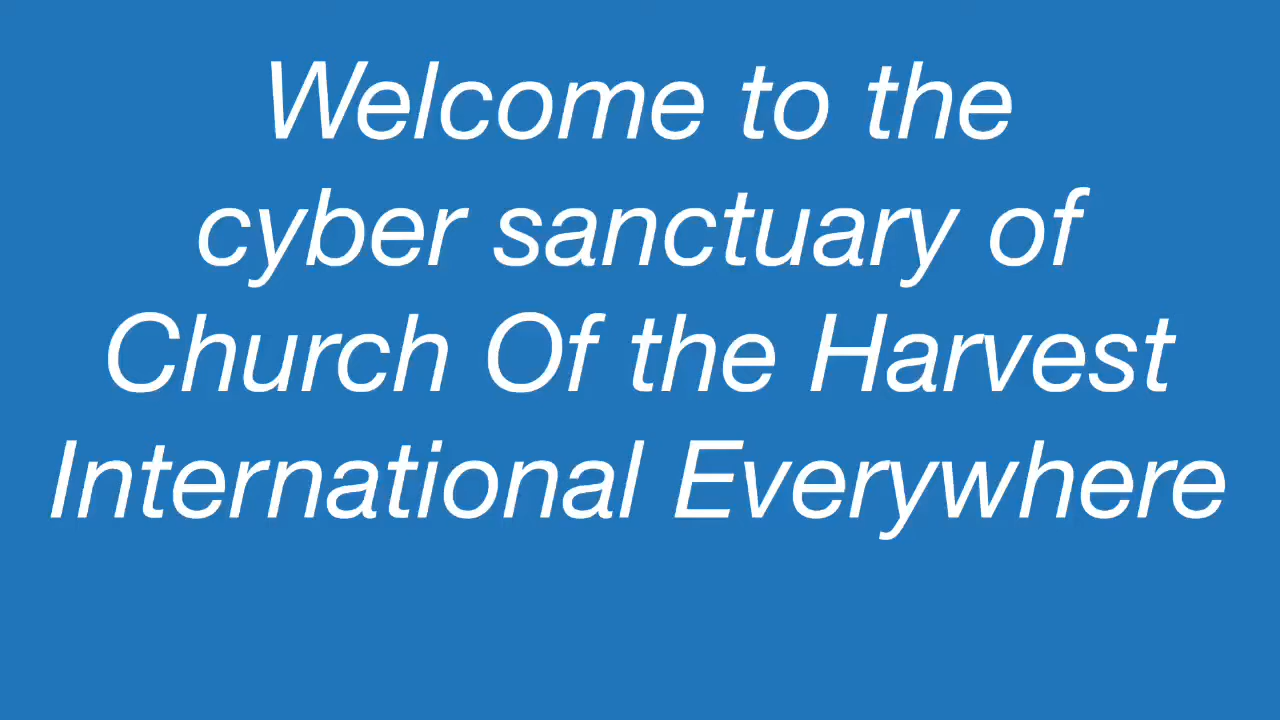 Welcome to the
cyber sanctuary of
Church Of the Harvest
International Everywhere